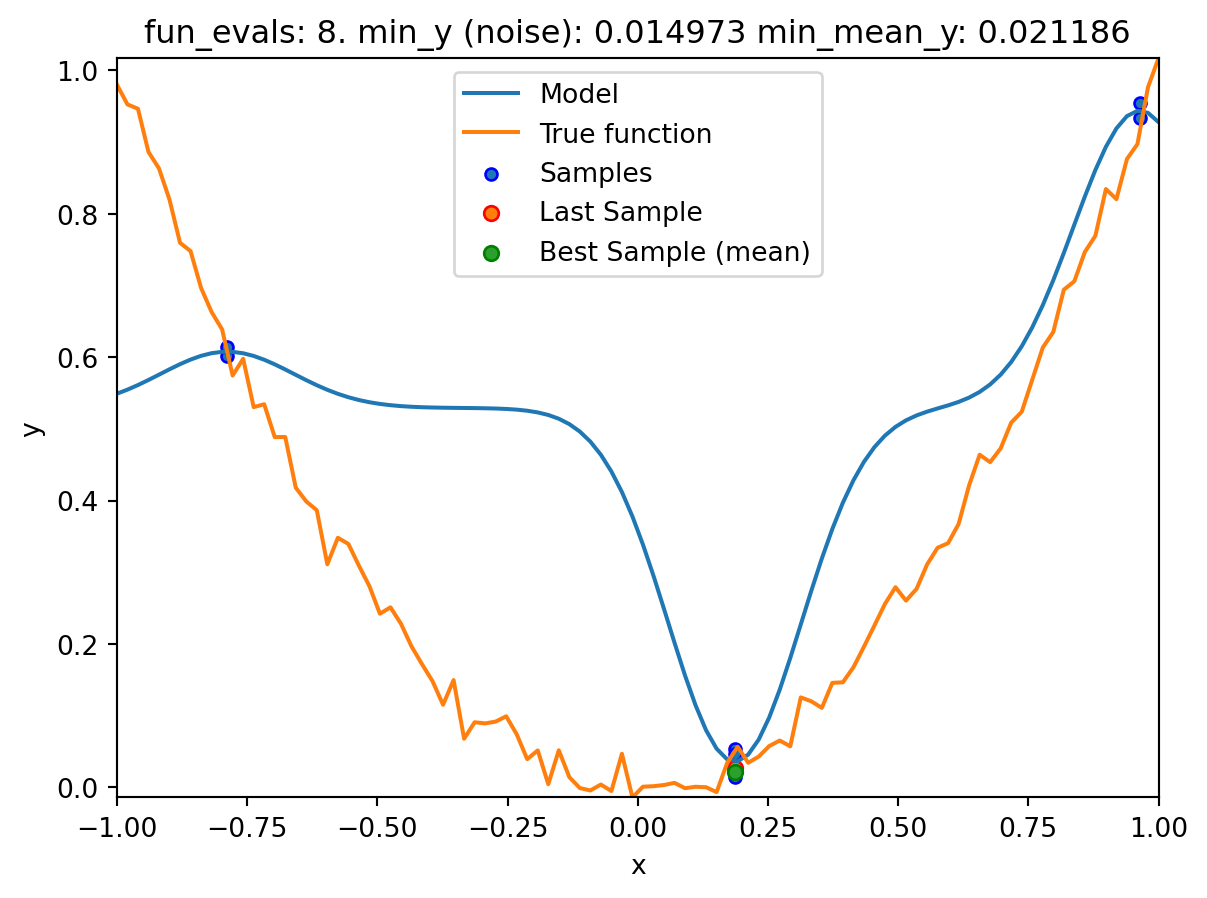 fun_evals: 8. min_y (noise): 0.014973 min_mean_y: 0.021186
Model
True function
Samples
Last Sample
Best Sample (mean)
y
1.0
0.8
0.6
0.4
0.2
0.0
−1.00 −0.75 −0.50 −0.25 0.00 0.25 0.50 0.75 1.00
x